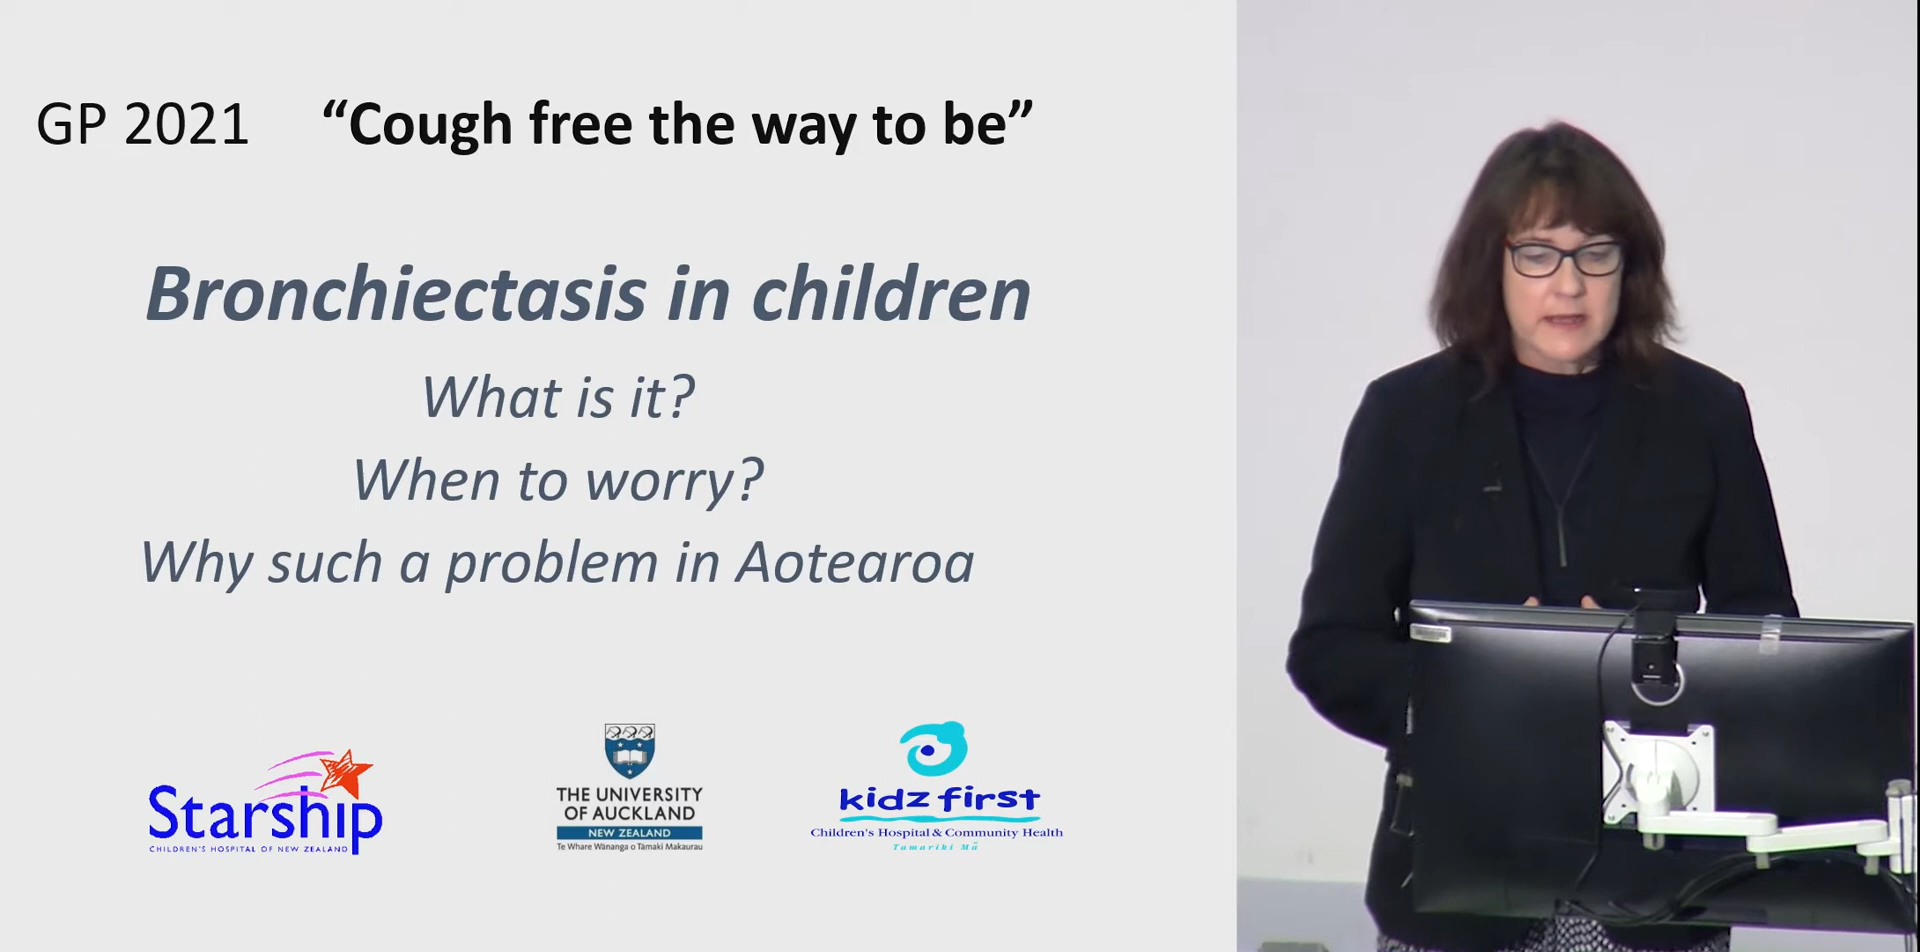 GP 2021 “Cough free the way to be”
Bronchiectasis in children
What is it?
When to worry?
Why such a problem in Aotearoa
Starship
CHILDREN'S HOSPITAL OF NEW ZEALAND
THE UNIVERSITY
OF AUCKLAND
NEW ZEALAND
Te Whare Wānanga o Tāmaki Makaurau
kidz first
Children's Hospital & Community Health
Tamariki Mā